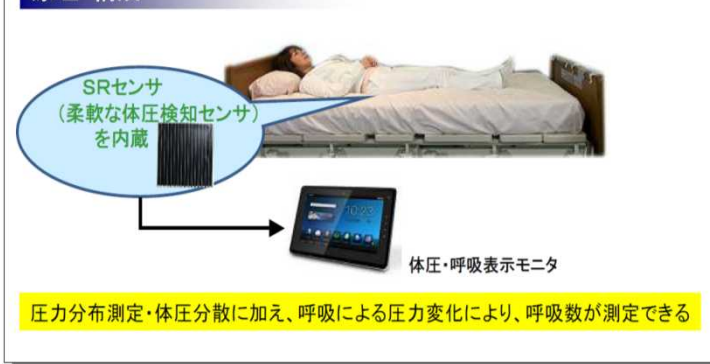 SRセンサ
(柔軟な体圧検知センサ)
を内蔵
10:23
体圧・呼吸表示モニタ
圧力分布測定・体圧分散に加え、呼吸による圧力変化により、呼吸数が測定できる